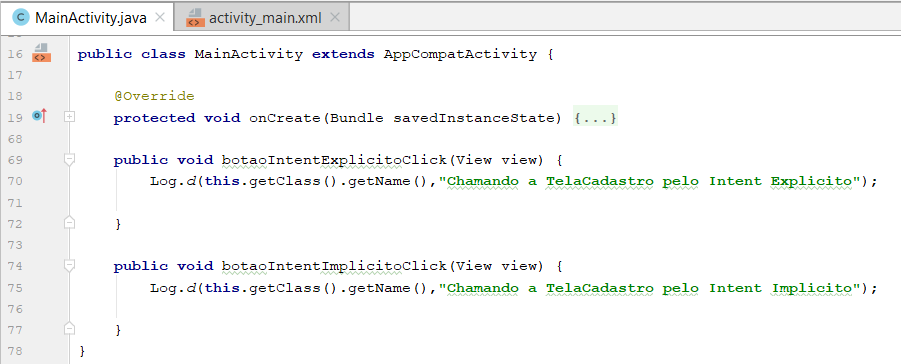 MainActivity.java activity_main.xml
16 public class MainActivity extends AppCompatActivity {
17
18 @Override
19 protected void onCreate(Bundle savedInstanceState) {...}
68
69 public void botaoIntentExplicitoClick(View view) {
70 Log.d(this.getClass().getName(),"Chamando a TelaCadastro pelo Intent Explicito");
71
72 }
73
74 public void botaoIntentImplicitoClick(View view) {
75 Log.d(this.getClass().getName(),"Chamando a TelaCadastro pelo Intent Implicito");
76
77 }
78 }